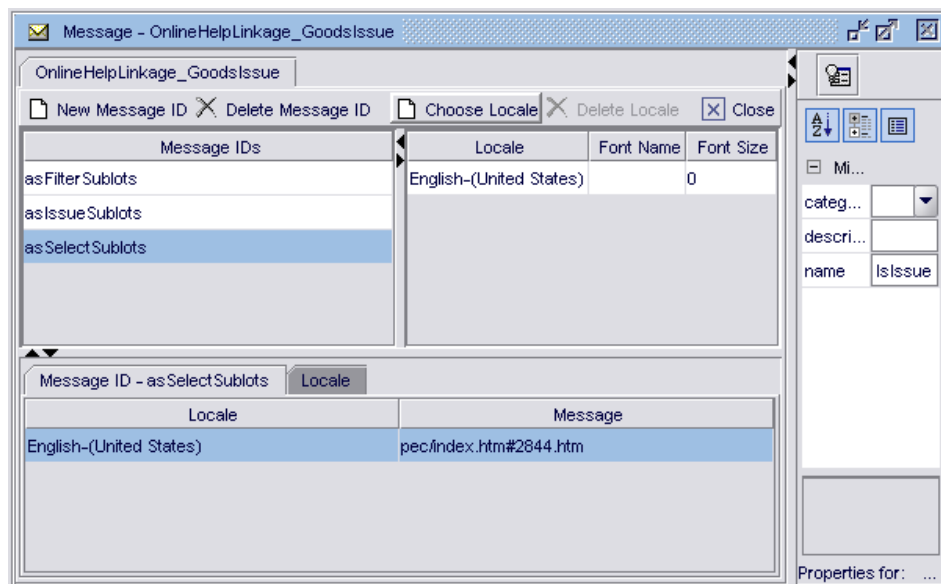 Message - OnlineHelpLinkage_GoodsIssue
OnlineHelpLinkage_GoodsIssue
New Message ID Delete Message ID Choose Locale Delete Locale Close
Message IDs
asFilterSublots
asIssueSublots
asSelectSublots
Locale Font Name Font Size
English-(United States) 0
Message ID - asSelectSublots Locale
Locale Message
English-(United States) pec/index.htm#2844.htm
Mi...
categ...
descri...
name IsIssue
Properties for: ...